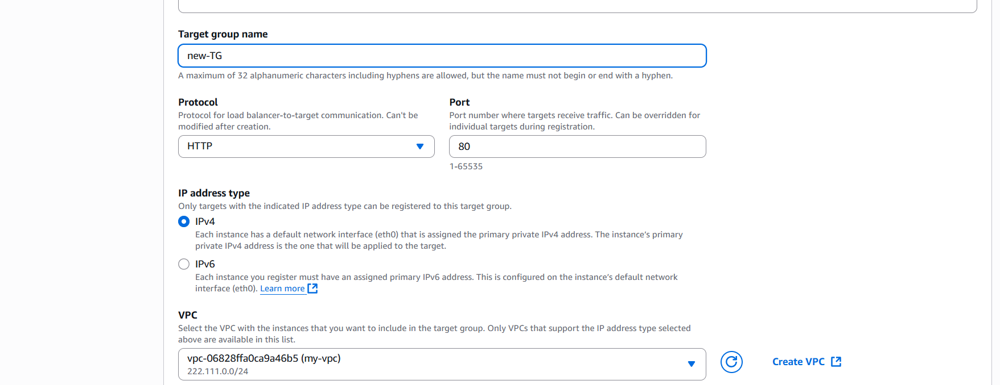 Target group name
new-TG
A maximum of 32 alphanumeric characters including hyphens are allowed, but the name must not begin or end with a hyphen.
Protocol
Protocol for load balancer-to-target communication. Can't be
modified after creation.
HTTP
Port
Port number where targets receive traffic. Can be overridden for
individual targets during registration.
80
1-65535
IP address type
Only targets with the indicated IP address type can be registered to this target group.
IPv4
Each instance has a default network interface (eth0) that is assigned the primary private IPv4 address. The instance's primary
private IPv4 address is the one that will be applied to the target.
IPv6
Each instance you register must have an assigned primary IPv6 address. This is configured on the instance's default network
interface (eth0). Learn more
VPC
Select the VPC with the instances that you want to include in the target group. Only VPCs that support the IP address type selected
above are available in this list.
vpc-06828ffa0ca9a46b5 (my-vpc)
222.111.0.0/24
Create VPC